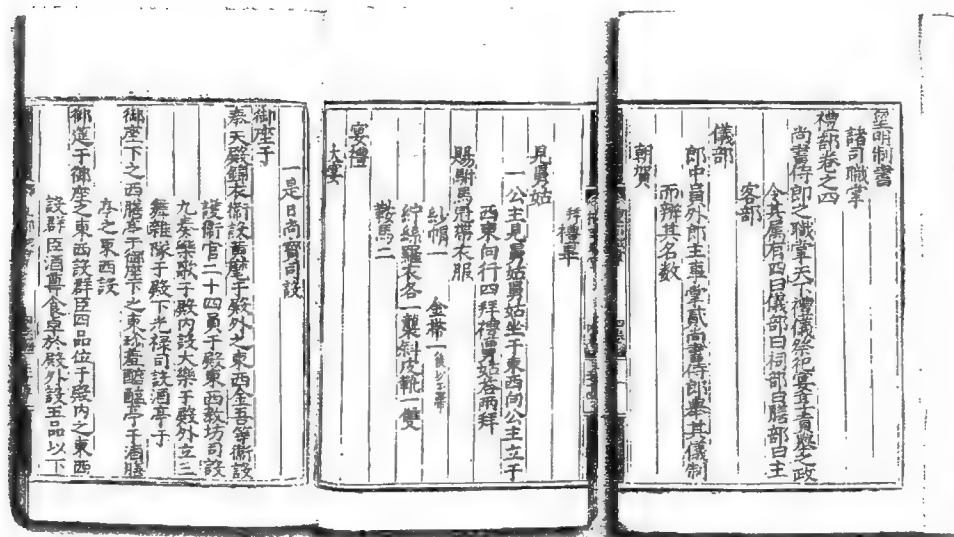 皇明制書
諸司職掌
禮部卷之四
尚書侍郎之職掌天下禮儀祭祀宴享貢舉之政
令其屬有四曰儀部曰祠部曰膳部曰主
客部
儀部
郎中員外郎主事掌貳尚書侍郎舉其儀制
而辨其名數
朝賀
拜禮畢
見舅姑
一公主見舅姑舅姑坐于東西向公主立于
西東向行四拜禮舅姑答兩拜
賜駙馬冠帶衣服
紗帽一 金帶一
紵絲羅衣各一襲斜皮靴一雙
鞍馬二
宴禮
大宴
一是日尚寶司設
御座于
奉天殿錦衣衛設黃麾于殿外之東西金吾等衛設
護衛官二十四員于殿東西教坊司設
九奏樂歌于殿內設大樂于殿外立三
舞雜隊于殿下光祿司設酒亭于
御座下之西膳亭于御座下之東珍羞醯醢亭于酒膳
亭之東西設
御筵于御座之東西設群臣四品位于殿內之東西
設群臣酒尊食卓於殿外設五品以下